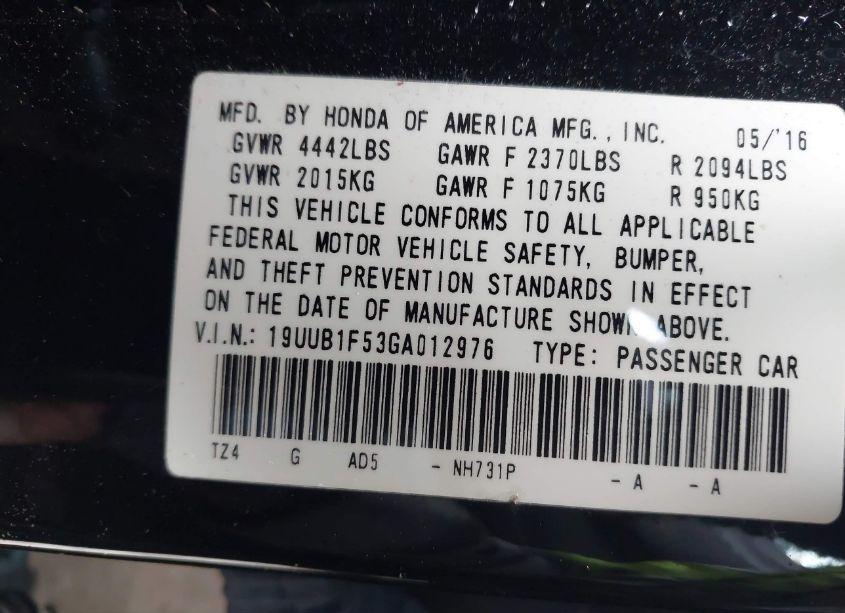 MFD. BY HONDA OF AMERICA MFG., INC. 05/'16
GVWR 4442LBS GAWR F 2370LBS R 2094LBS
GVWR 2015KG GAWR F 1075KG R 950KG
THIS VEHICLE CONFORMS TO ALL APPLICABLE
FEDERAL MOTOR VEHICLE SAFETY, BUMPER,
AND THEFT PREVENTION STANDARDS IN EFFECT
ON THE DATE OF MANUFACTURE SHOWN ABOVE.
V.I.N.: 19UUB1F53GA012976 TYPE: PASSENGER CAR
TZ4 G AD5 - NH731P - A - A